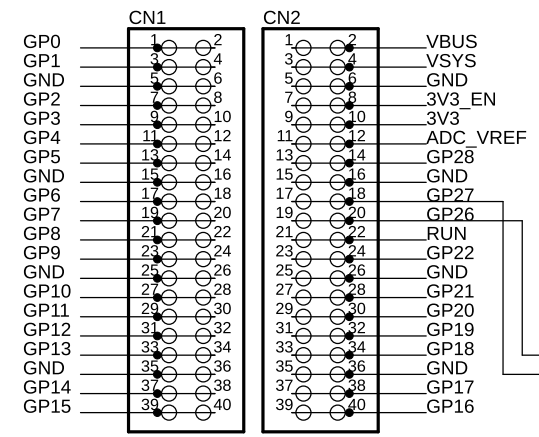 CN1 CN2
GP0 1 2 1 2 VBUS
GP1 3 4 3 4 VSYS
GND 5 6 5 6 GND
GP2 7 8 7 8 3V3_EN
GP3 9 10 9 10 3V3
GP4 11 12 11 12 ADC_VREF
GP5 13 14 13 14 GP28
GND 15 16 15 16 GND
GP6 17 18 17 18 GP27
GP7 19 20 19 20 GP26
GP8 21 22 21 22 RUN
GP9 23 24 23 24 GP22
GND 25 26 25 26 GND
GP10 27 28 27 28 GP21
GP11 29 30 29 30 GP20
GP12 31 32 31 32 GP19
GP13 33 34 33 34 GP18
GND 35 36 35 36 GND
GP14 37 38 37 38 GP17
GP15 39 40 39 40 GP16